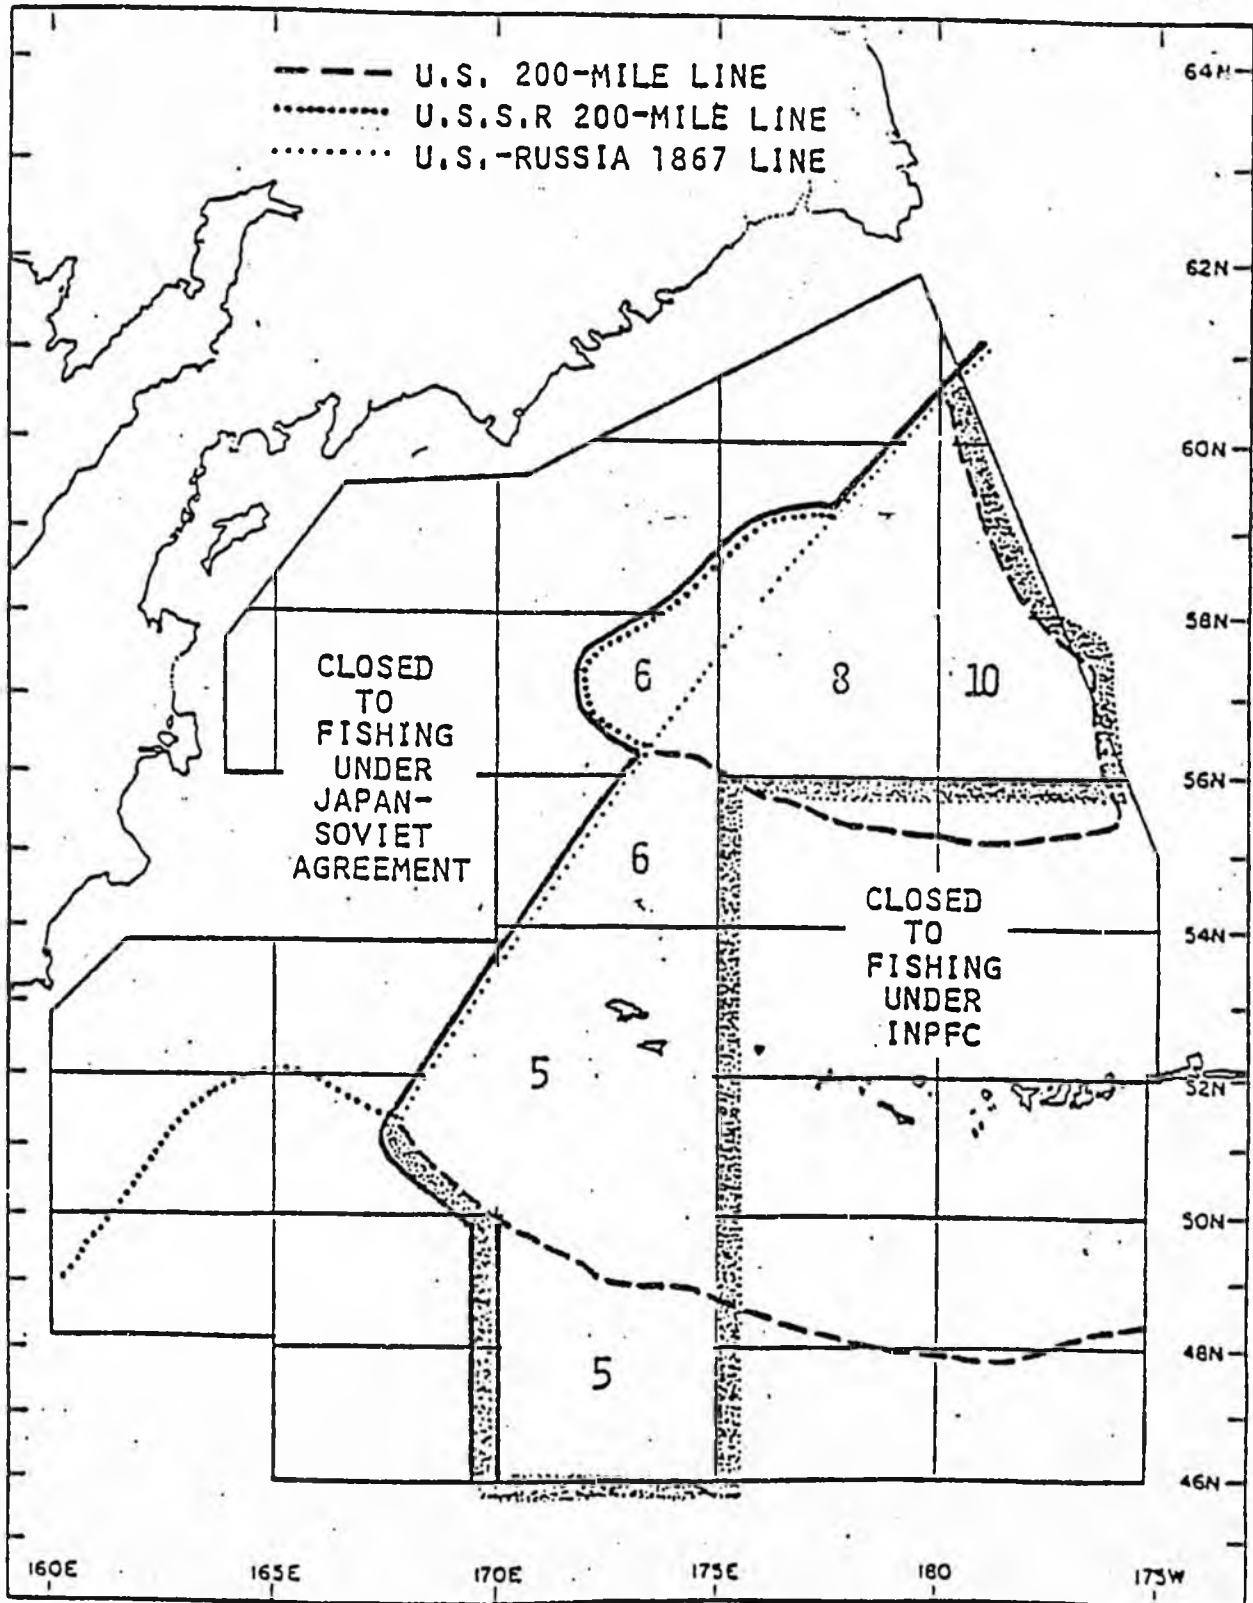 U.S. 200-MILE LINE
U.S.S.R 200-MILE LINE
U.S.-RUSSIA 1867 LINE
64N
62N
60N
58N
56N
54N
52N
50N
48N
46N
CLOSED
TO
FISHING
UNDER
JAPAN-
SOVIET
AGREEMENT
6
8
10
6
CLOSED
TO
FISHING
UNDER
INPFC
5
5
160E
165E
170E
175E
180
175W